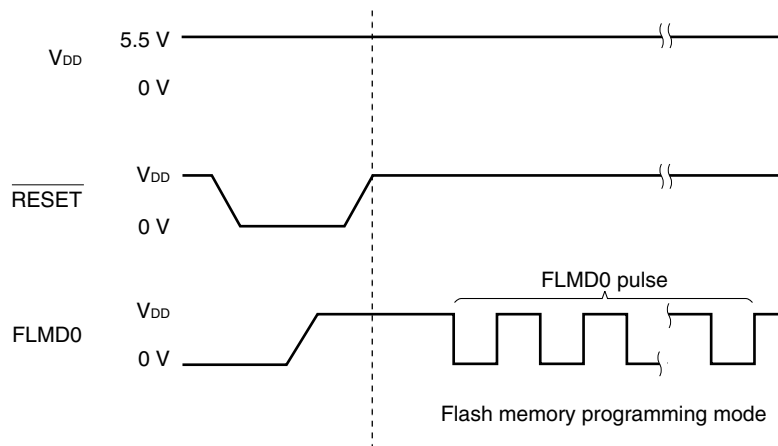 5.5 V
VDD
0 V
VDD
RESET
0 V
FLMD0 pulse
VDD
FLMD0
0 V
Flash memory programming mode